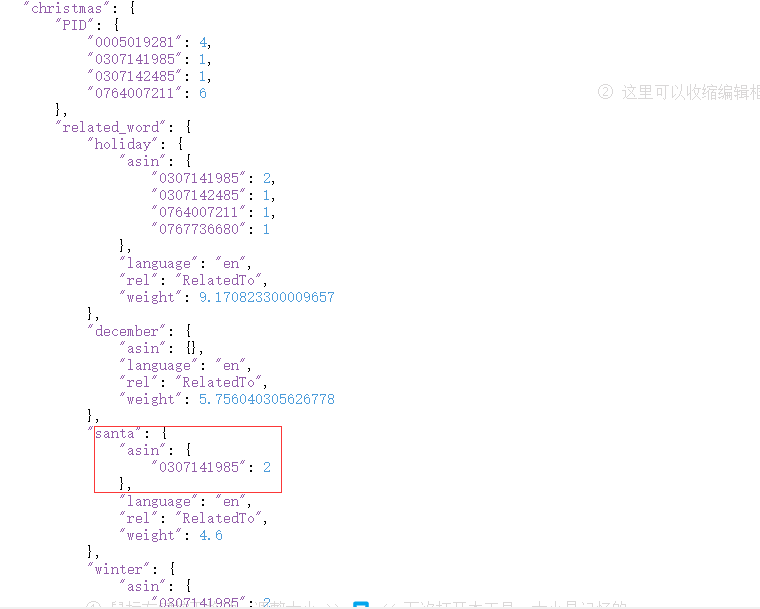 "christmas": {
"PID": {
"0005019281": 4,
"0307141985": 1,
"0307142485": 1,
"0764007211": 6
② 这里可以收缩编辑框
},
"related_word": {
"holiday": {
"asin": {
"0307141985": 2,
"0307142485": 1,
"0764007211": 1,
"0767736680": 1
},
"language": "en",
"rel": "RelatedTo",
"weight": 9.170823300009657
},
"december": {
"asin": {},
"language": "en",
"rel": "RelatedTo",
"weight": 5.756040305626778
},
"santa": {
"asin": {
"0307141985": 2
},
"language": "en",
"rel": "RelatedTo",
"weight": 4.6
},
"winter": {
"asin": {
"0307141985": 2